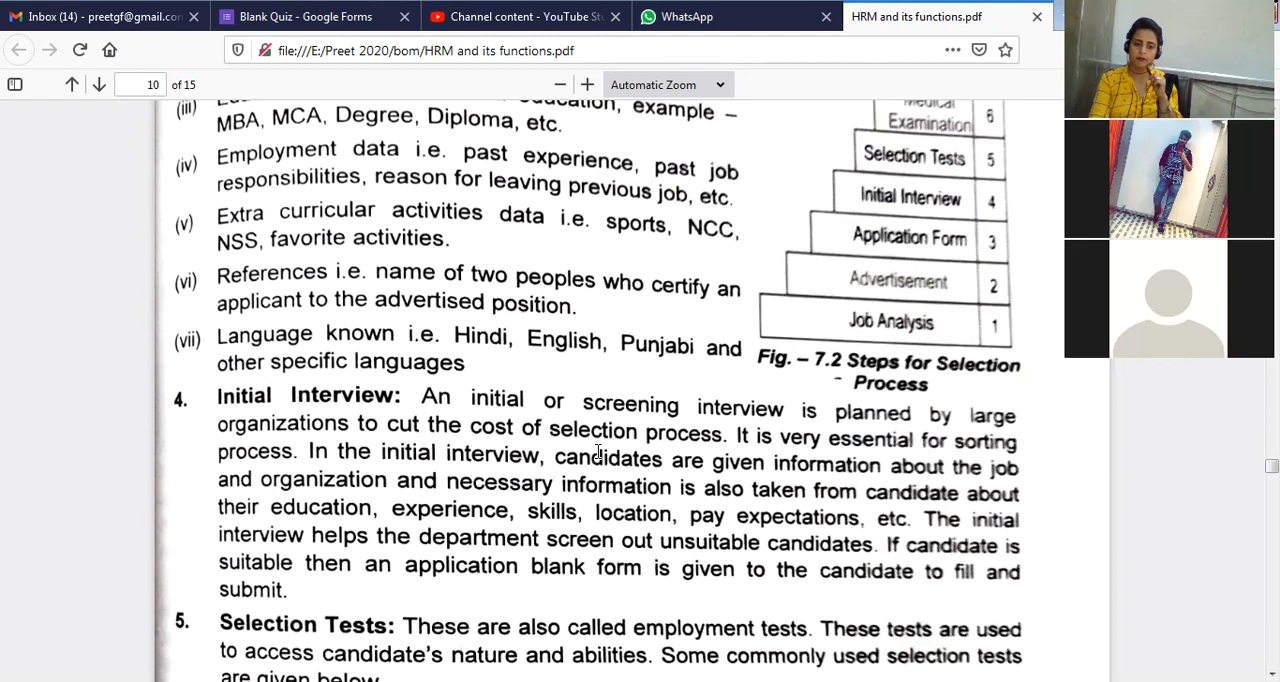 Inbox (14) - preetgf@gmail.co
Blank Quiz - Google Forms
Channel content - YouTube St
WhatsApp
HRM and its functions.pdf
file:///E:/Preet 2020/bom/HRM and its functions.pdf
10 of 15
Automatic Zoom
(iii) education, example –
MBA, MCA, Degree, Diploma, etc.
(iv) Employment data i.e. past experience, past job
responsibilities, reason for leaving previous job, etc.
(v) Extra curricular activities data i.e. sports, NCC,
NSS, favorite activities.
(vi) References i.e. name of two peoples who certify an
applicant to the advertised position.
(vii) Language known i.e. Hindi, English, Punjabi and
other specific languages
Medical
Examination 6
Selection Tests 5
Initial Interview 4
Application Form 3
Advertisement 2
Job Analysis 1
Fig. – 7.2 Steps for Selection
Process
4. Initial Interview: An initial or screening interview is planned by large
organizations to cut the cost of selection process. It is very essential for sorting
process. In the initial interview, candidates are given information about the job
and organization and necessary information is also taken from candidate about
their education, experience, skills, location, pay expectations, etc. The initial
interview helps the department screen out unsuitable candidates. If candidate is
suitable then an application blank form is given to the candidate to fill and
submit.
5. Selection Tests: These are also called employment tests. These tests are used
to access candidate's nature and abilities. Some commonly used selection tests
are given below